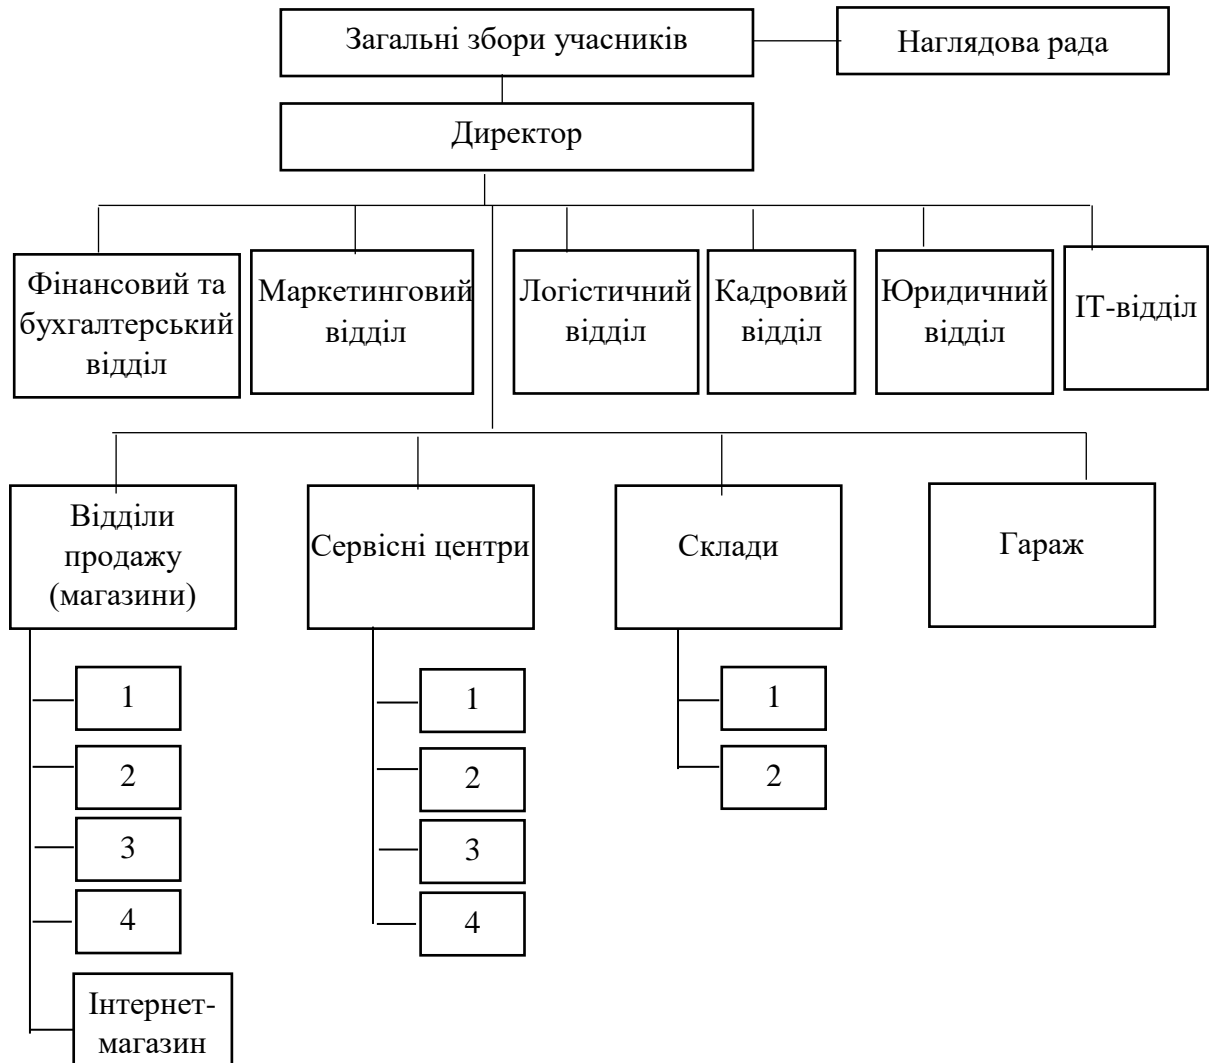 Загальні збори учасників
Наглядова рада
Директор
Фінансовий та
бухгалтерський
відділ
Маркетинговий
відділ
Логістичний
відділ
Кадровий
відділ
Юридичний
відділ
ІТ-відділ
Відділи
продажу
(магазини)
Сервісні центри
Склади
Гараж
1
2
3
4
Інтернет-
магазин
1
2
3
4
1
2